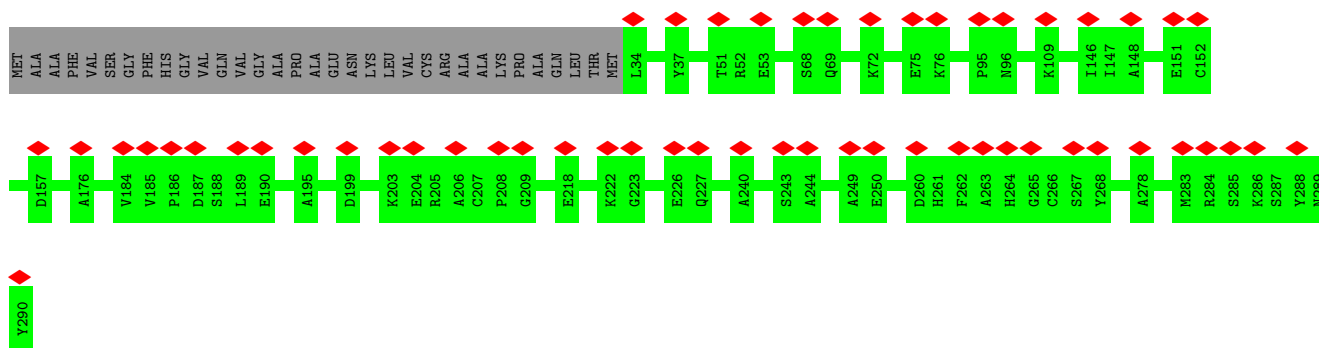 MET ALA ALA PHE VAL SER GLY PHE HIS GLY VAL GLN VAL GLY ALA PRO ALA GLU ASN LYS LEU VAL CYS ARG ALA ALA LYS PRO ALA GLN LEU THR MET L34 Y37 T51 R52 E53 S68 Q69 K72 E75 K76 P95 N96 K109 I146 I147 A148 E151 C152
D157 A176 V184 V185 P186 D187 S188 L189 E190 A195 D199 K203 E204 R205 A206 C207 P208 G209 E218 K222 G223 E226 Q227 A240 S243 A244 A249 E250 D260 H261 F262 A263 H264 G265 C266 S267 Y268 A278 M283 R284 S285 K286 S287 Y288 N289
Y290